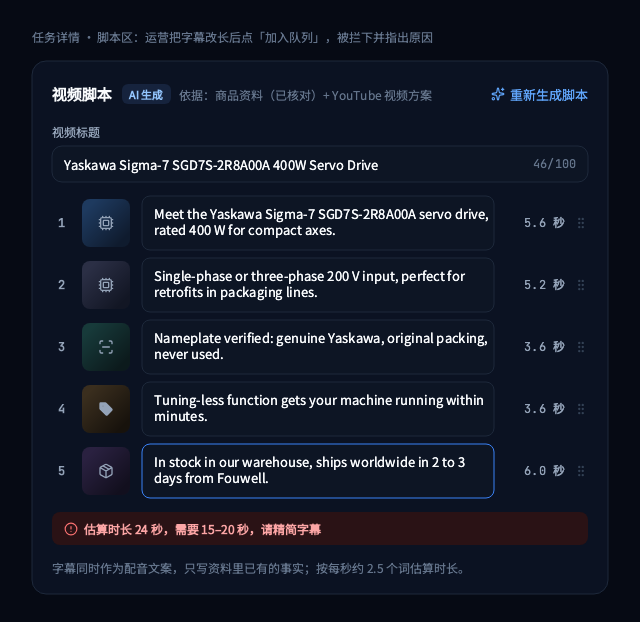 任务详情 · 脚本区：运营把字幕改长后点「加入队列」，被拦下并指出原因
视频脚本 AI 生成 依据：商品资料（已核对）+ YouTube 视频方案 重新生成脚本
视频标题
Yaskawa Sigma-7 SGD7S-2R8A00A 400W Servo Drive 46/100
1 Meet the Yaskawa Sigma-7 SGD7S-2R8A00A servo drive, 5.6 秒
rated 400 W for compact axes.
2 Single-phase or three-phase 200 V input, perfect for 5.2 秒
retrofits in packaging lines.
3 Nameplate verified: genuine Yaskawa, original packing, 3.6 秒
never used.
4 Tuning-less function gets your machine running within 3.6 秒
minutes.
5 In stock in our warehouse, ships worldwide in 2 to 3 6.0 秒
days from Fouwell.
估算时长 24 秒，需要 15–20 秒，请精简字幕
字幕同时作为配音文案，只写资料里已有的事实；按每秒约 2.5 个词估算时长。